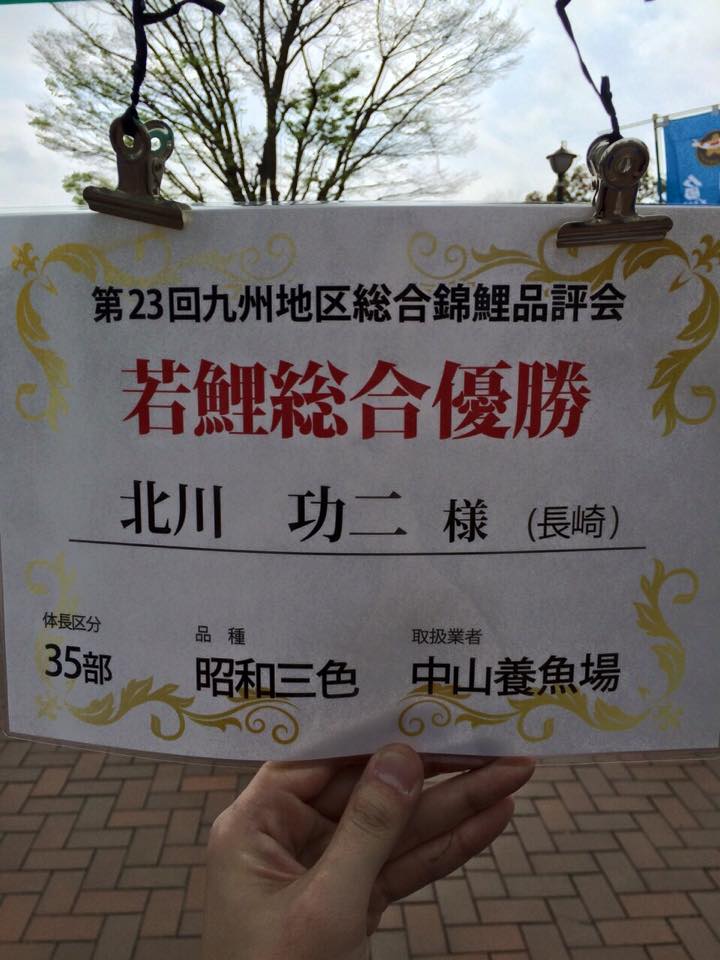 第23回九州地区総合錦鯉品評会
若鯉総合優勝
北川 功二 様 (長崎)
体長区分 品種 取扱業者
35部 昭和三色 中山養魚場